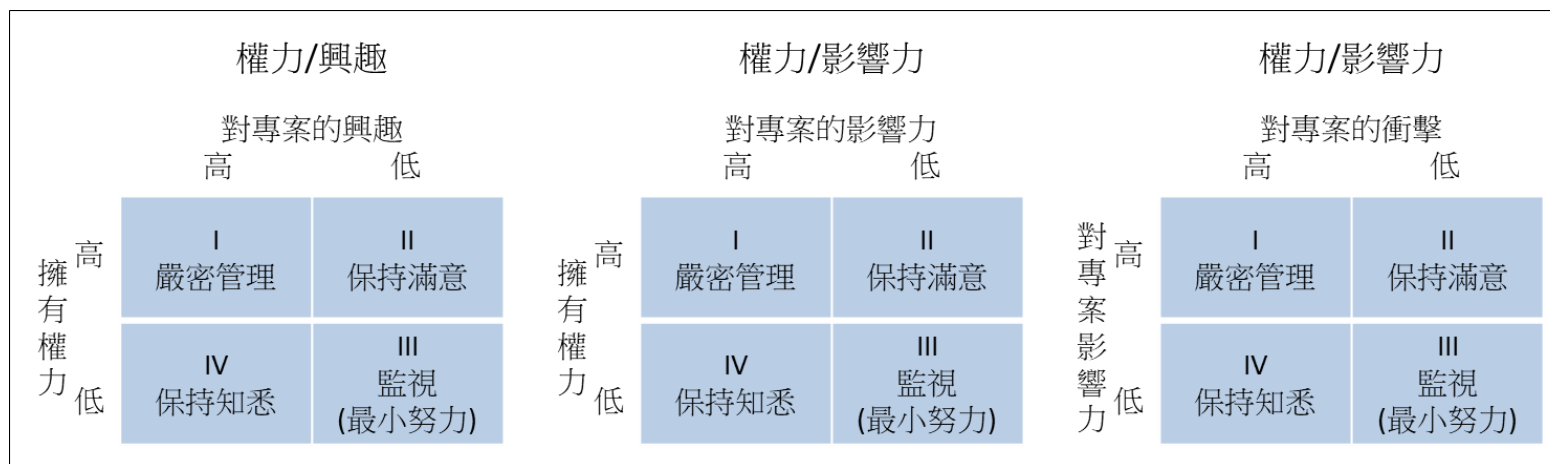 權力/興趣
對專案的興趣
高 低
擁有權力
高
低
I
嚴密管理
II
保持滿意
IV
保持知悉
III
監視
(最小努力)
權力/影響力
對專案的影響力
高 低
擁有權力
高
低
I
嚴密管理
II
保持滿意
IV
保持知悉
III
監視
(最小努力)
權力/影響力
對專案的衝擊
高 低
對專案影響力
高
低
I
嚴密管理
II
保持滿意
IV
保持知悉
III
監視
(最小努力)